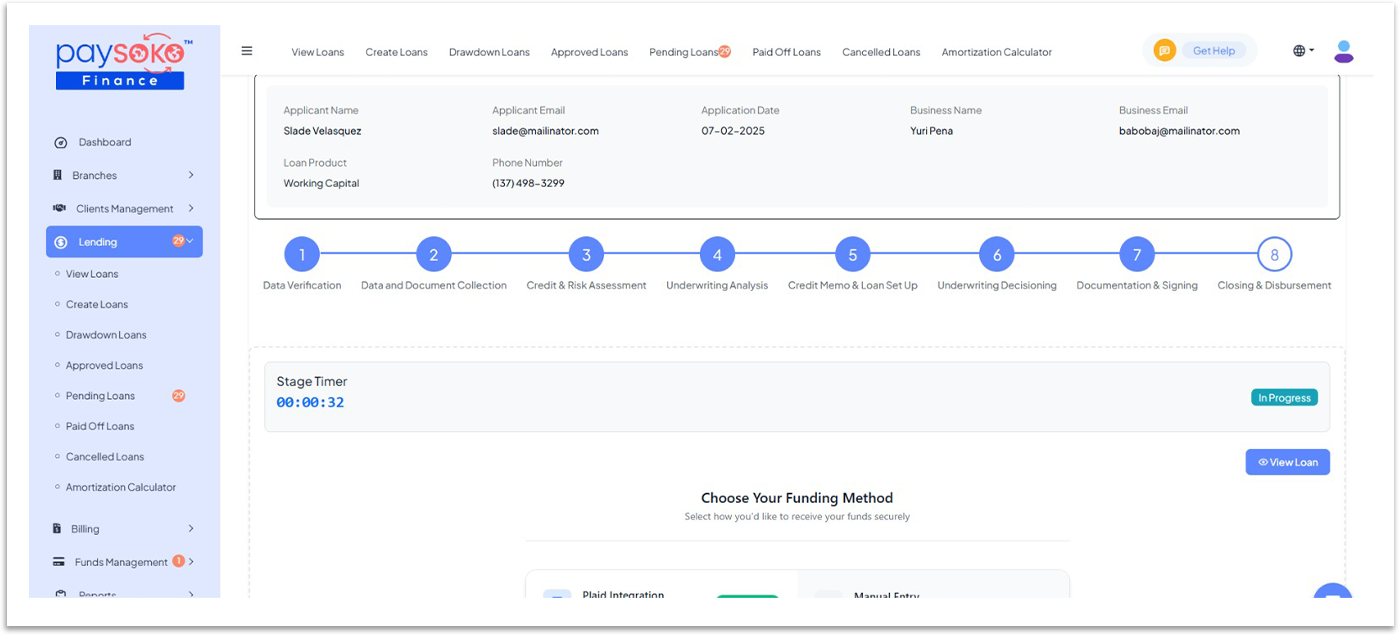 paysoko™
Finance
View Loans
Create Loans
Drawdown Loans
Approved Loans
Pending Loans 29
Paid Off Loans
Cancelled Loans
Amortization Calculator
Get Help
Dashboard
Branches
Clients Management
Lending 29
View Loans
Create Loans
Drawdown Loans
Approved Loans
Pending Loans 29
Paid Off Loans
Cancelled Loans
Amortization Calculator
Billing
Funds Management 1
Reports
Applicant Name
Slade Velasquez
Applicant Email
slade@mailinator.com
Application Date
07-02-2025
Business Name
Yuri Pena
Business Email
babobaj@mailinator.com
Loan Product
Working Capital
Phone Number
(137) 498-3299
1
Data Verification
2
Data and Document Collection
3
Credit & Risk Assessment
4
Underwriting Analysis
5
Credit Memo & Loan Set Up
6
Underwriting Decisioning
7
Documentation & Signing
8
Closing & Disbursement
Stage Timer
00:00:32
In Progress
View Loan
Choose Your Funding Method
Select how you'd like to receive your funds securely
Plaid Integration
Manual Entry